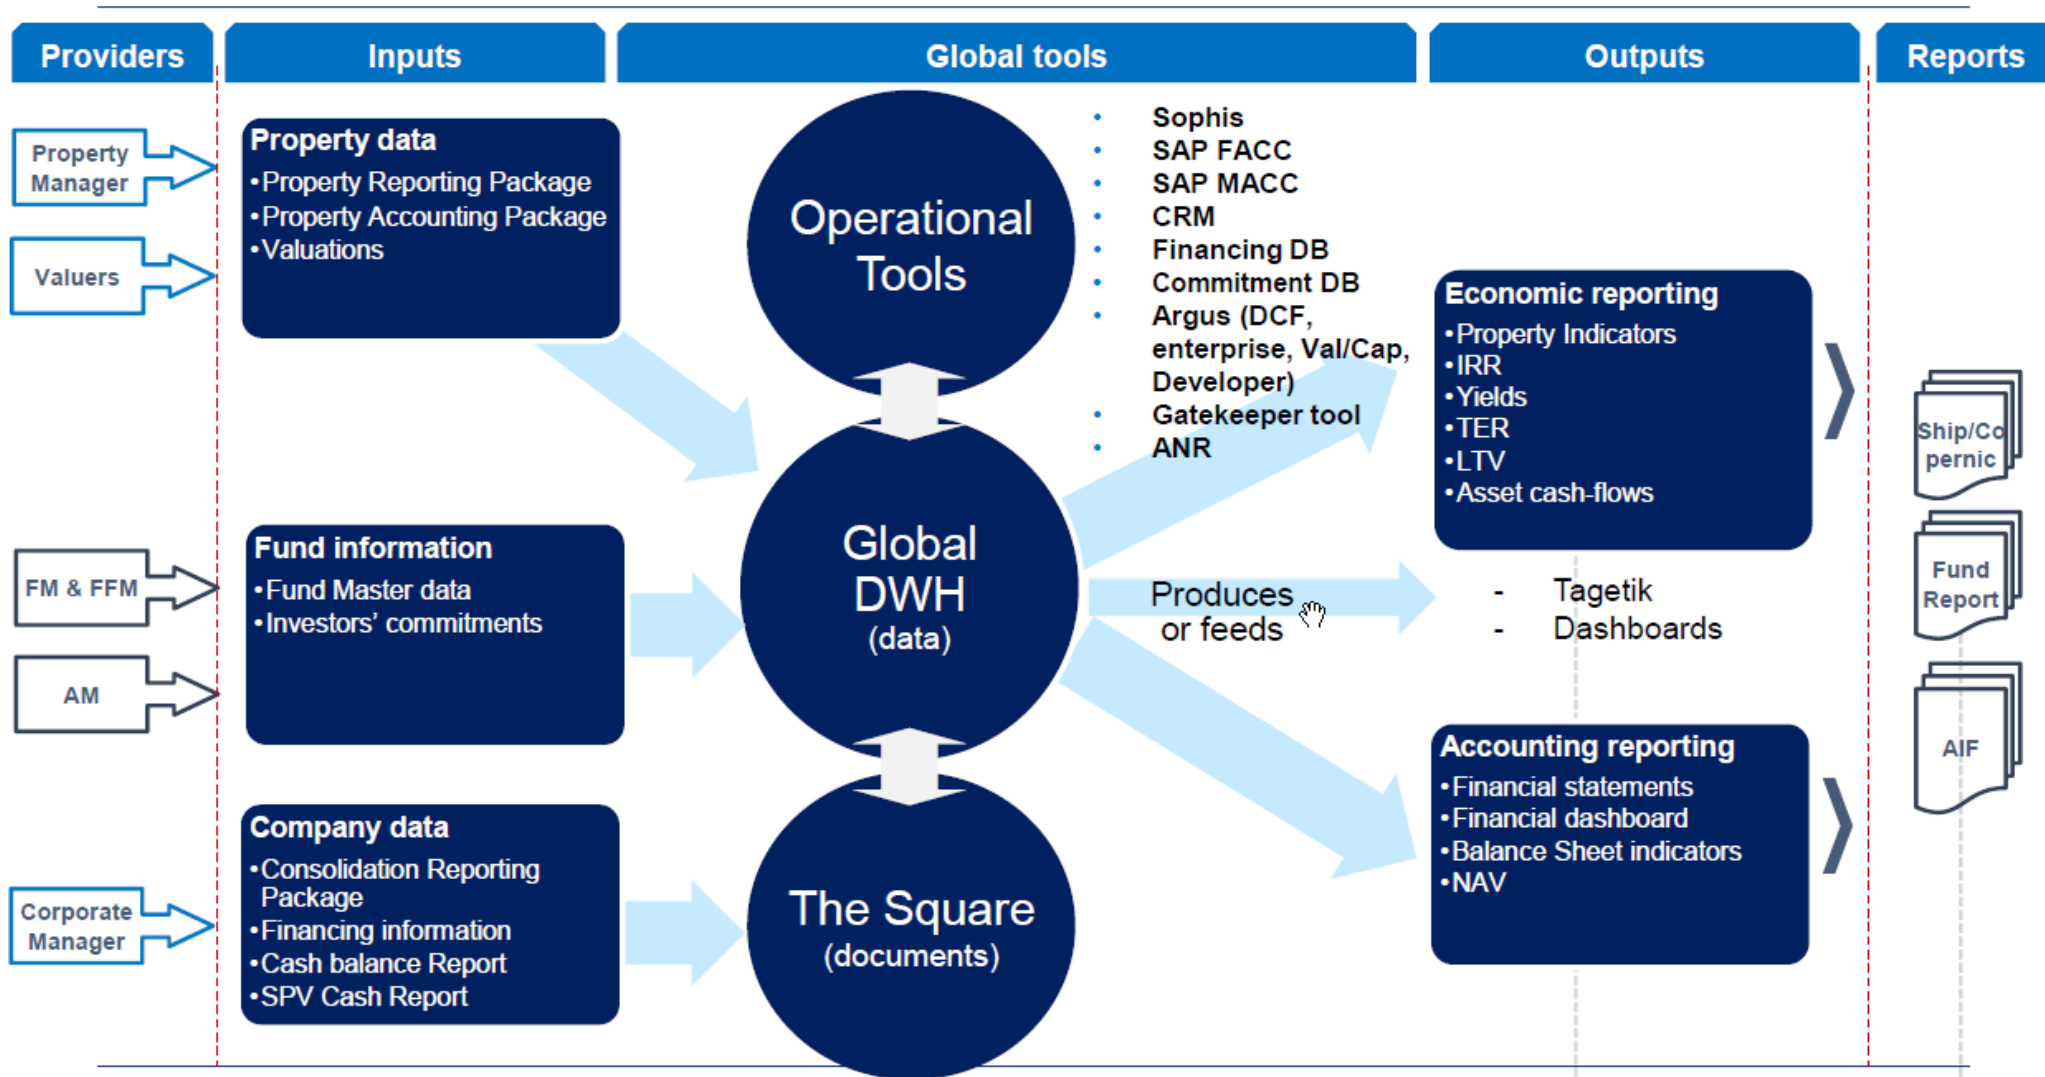 Providers
Inputs
Global tools
Outputs
Reports
Property
Manager
Valuers
FM & FFM
AM
Corporate
Manager
Property data
•Property Reporting Package
•Property Accounting Package
•Valuations
Fund information
•Fund Master data
•Investors’ commitments
Company data
•Consolidation Reporting
Package
•Financing information
•Cash balance Report
•SPV Cash Report
Operational
Tools
Global
DWH
(data)
The Square
(documents)
• Sophis
• SAP FACC
• SAP MACC
• CRM
• Financing DB
• Commitment DB
• Argus (DCF,
enterprise, Val/Cap,
Developer)
• Gatekeeper tool
• ANR
Produces
or feeds
Economic reporting
•Property Indicators
•IRR
•Yields
•TER
•LTV
•Asset cash-flows
- Tagetik
- Dashboards
Accounting reporting
•Financial statements
•Financial dashboard
•Balance Sheet indicators
•NAV
Ship/Co
pernic
Fund
Report
AIF